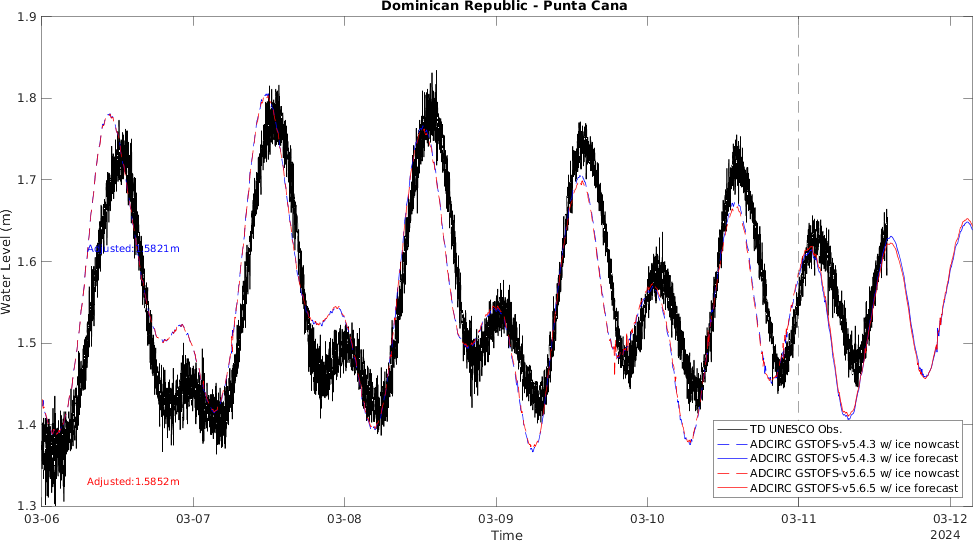 Dominican Republic - Punta Cana
1.9
1.8
1.7
1.6
1.5
1.4
1.3
Water Level (m)
Adjusted:1.5821m
Adjusted:1.5852m
TD UNESCO Obs.
ADCIRC GSTOFS-v5.4.3 w/ ice nowcast
ADCIRC GSTOFS-v5.4.3 w/ ice forecast
ADCIRC GSTOFS-v5.6.5 w/ ice nowcast
ADCIRC GSTOFS-v5.6.5 w/ ice forecast
03-06 03-07 03-08 03-09 03-10 03-11 03-12
Time
2024